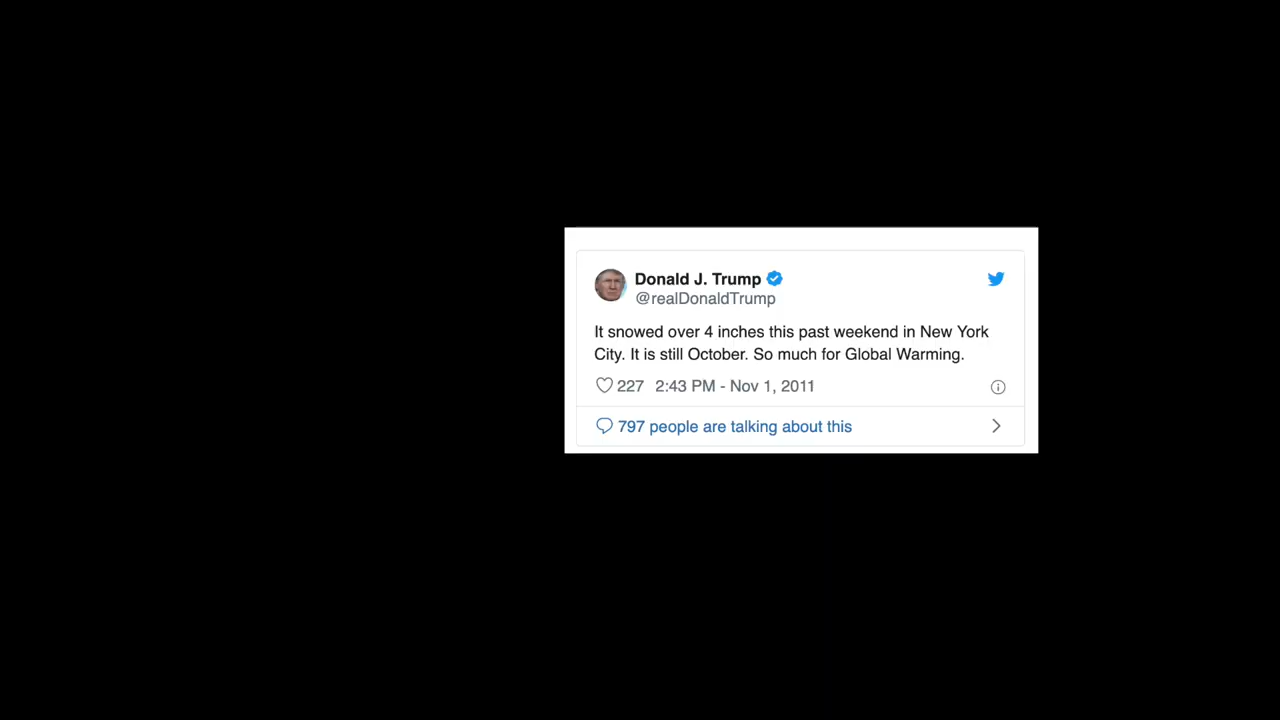 Donald J. Trump
@realDonaldTrump
It snowed over 4 inches this past weekend in New York
City. It is still October. So much for Global Warming.
227 2:43 PM - Nov 1, 2011
797 people are talking about this